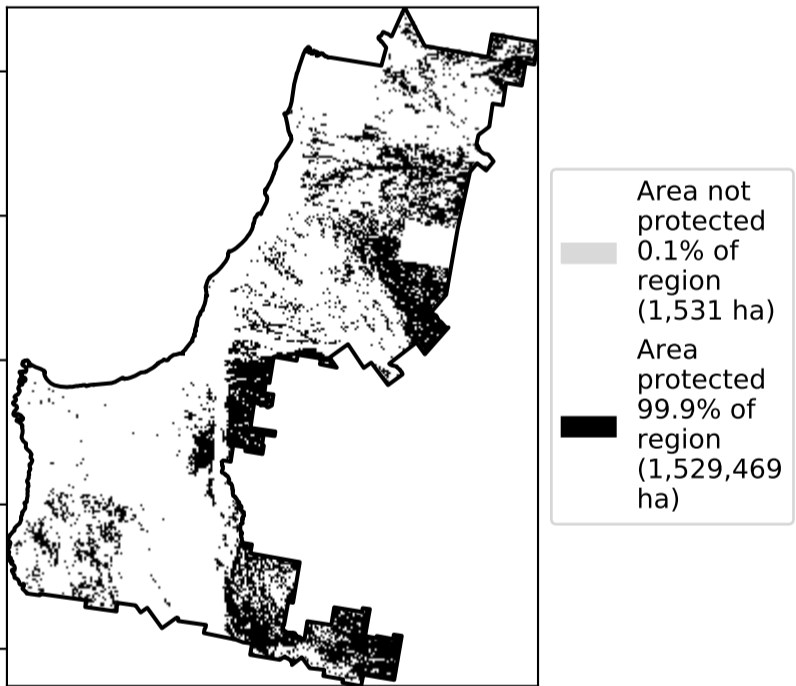 Area not
protected
0.1% of
region
(1,531 ha)
Area
protected
99.9% of
region
(1,529,469
ha)